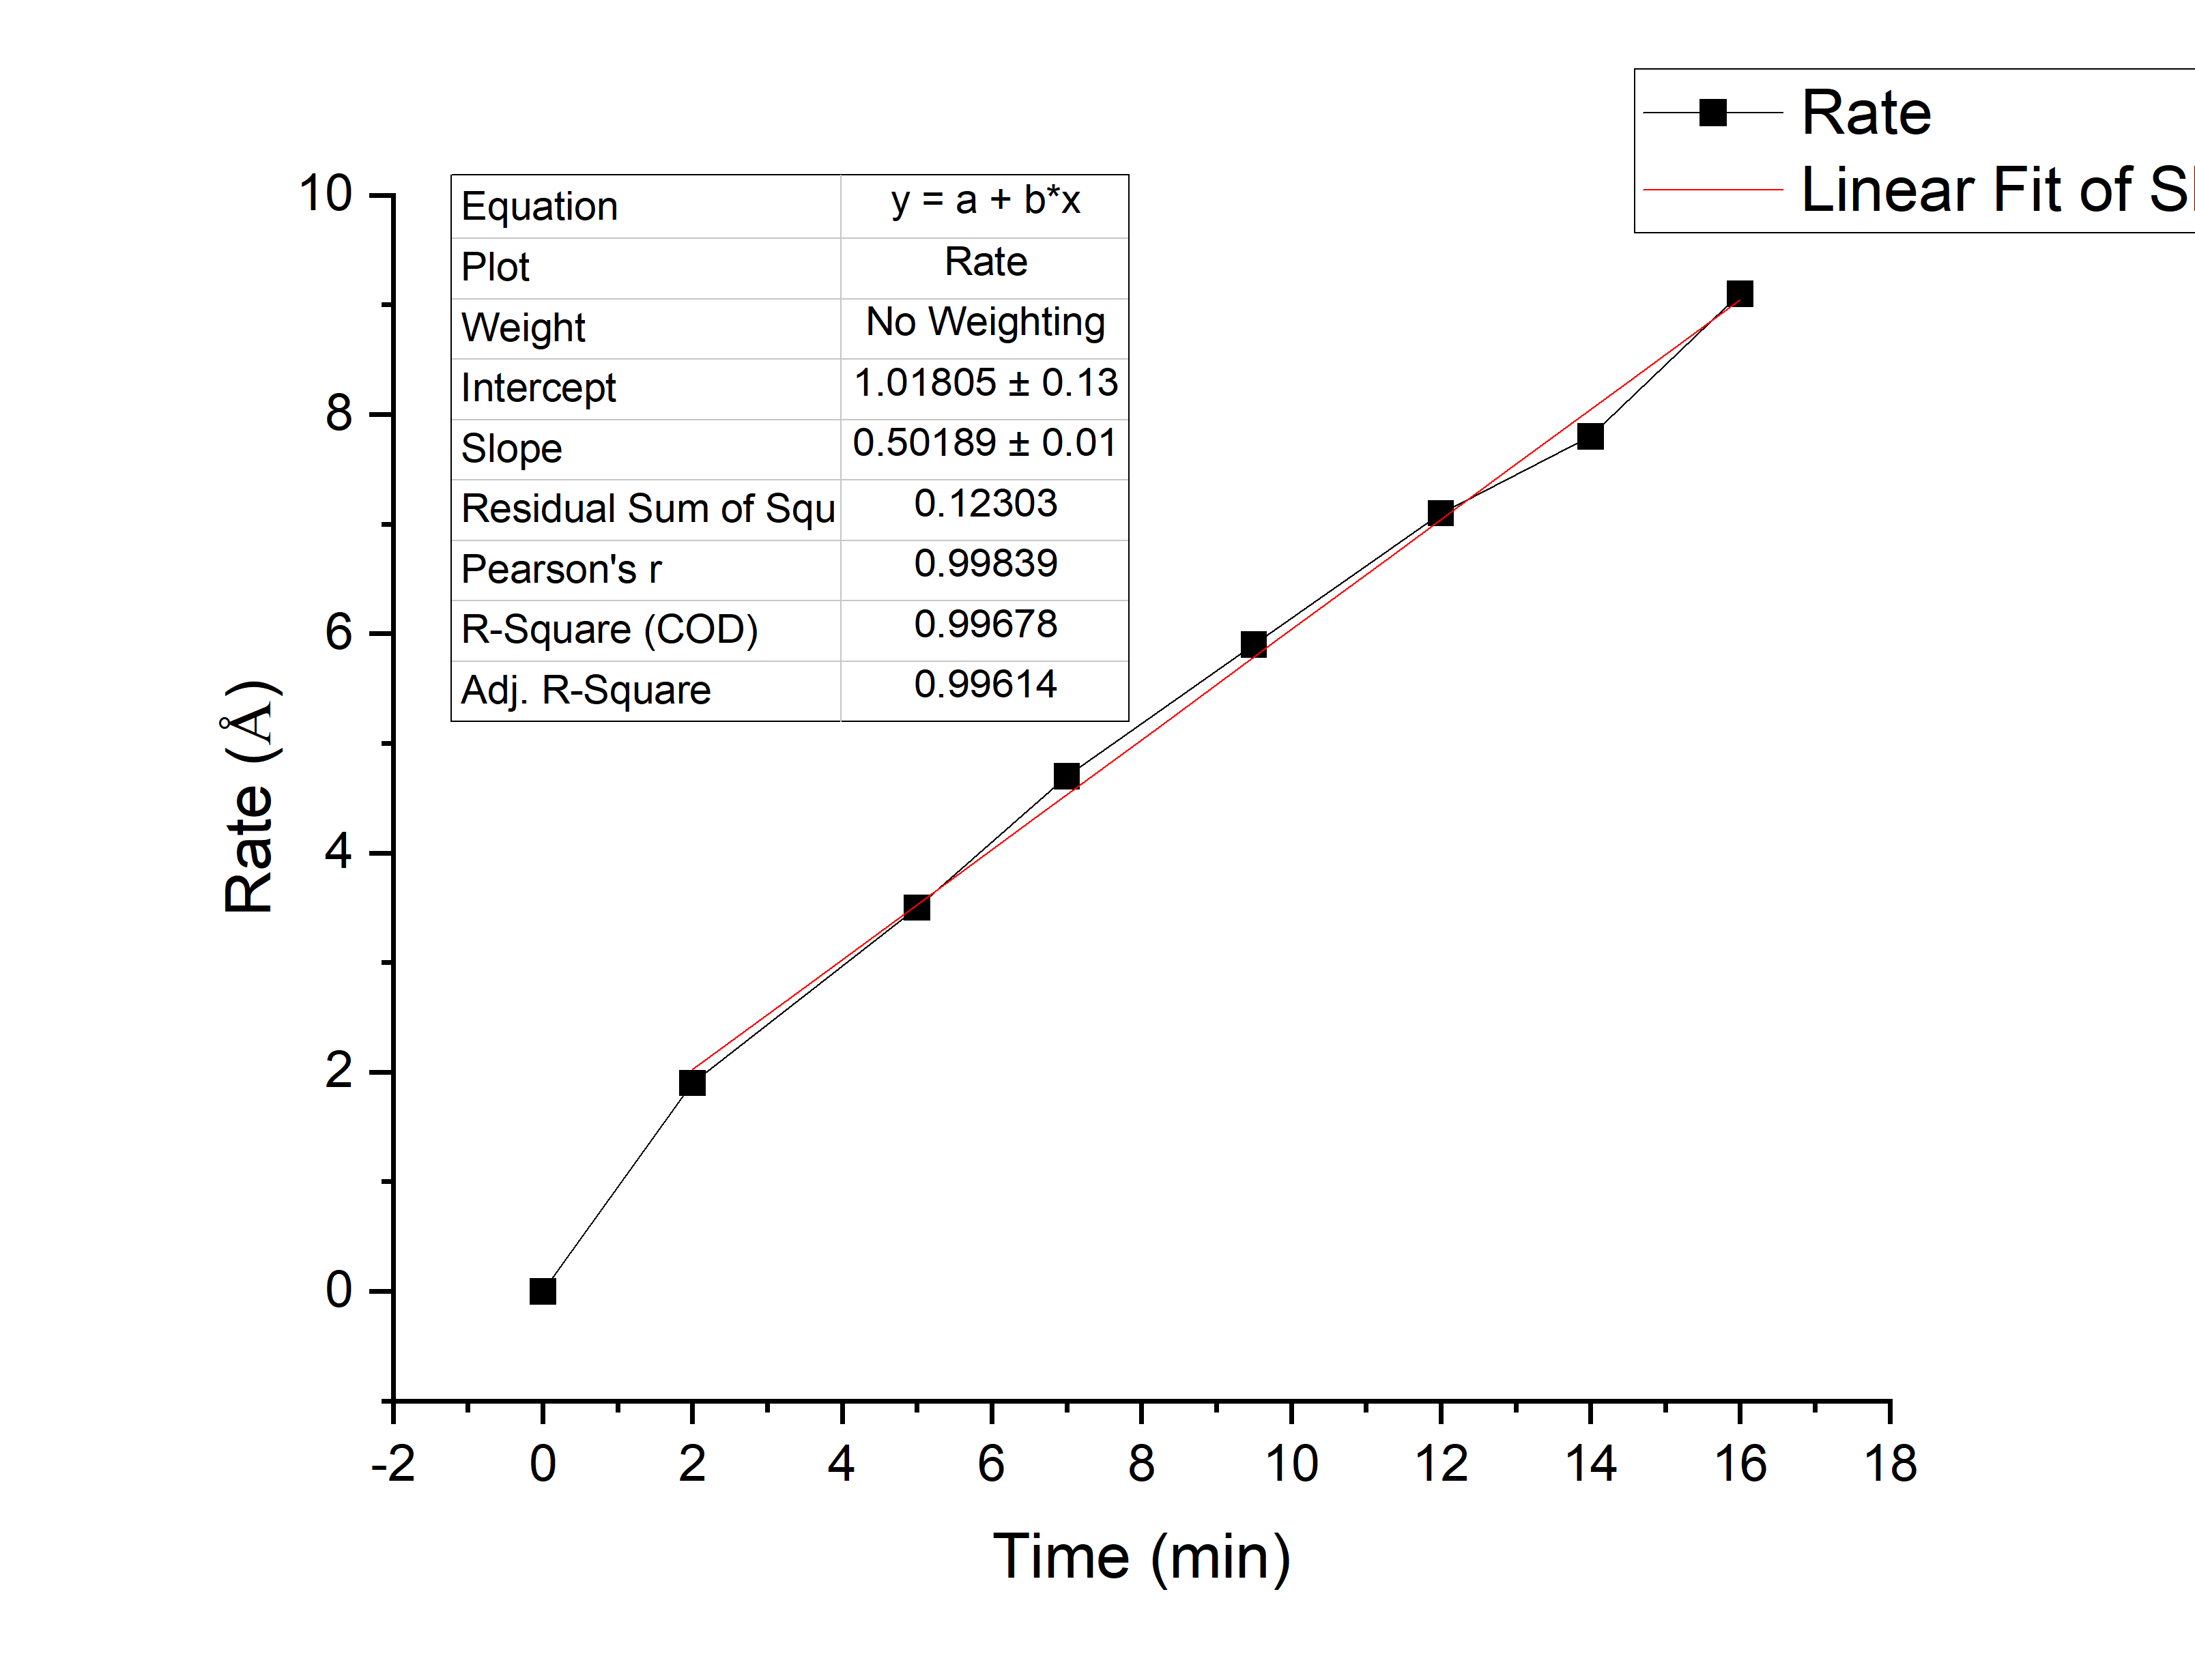 Rate
Linear Fit of S
Equation y = a + b*x
Plot Rate
Weight No Weighting
Intercept 1.01805 ± 0.13
Slope 0.50189 ± 0.01
Residual Sum of Squ 0.12303
Pearson's r 0.99839
R-Square (COD) 0.99678
Adj. R-Square 0.99614
10
8
6
4
2
0
Rate (Å)
-2 0 2 4 6 8 10 12 14 16 18
Time (min)